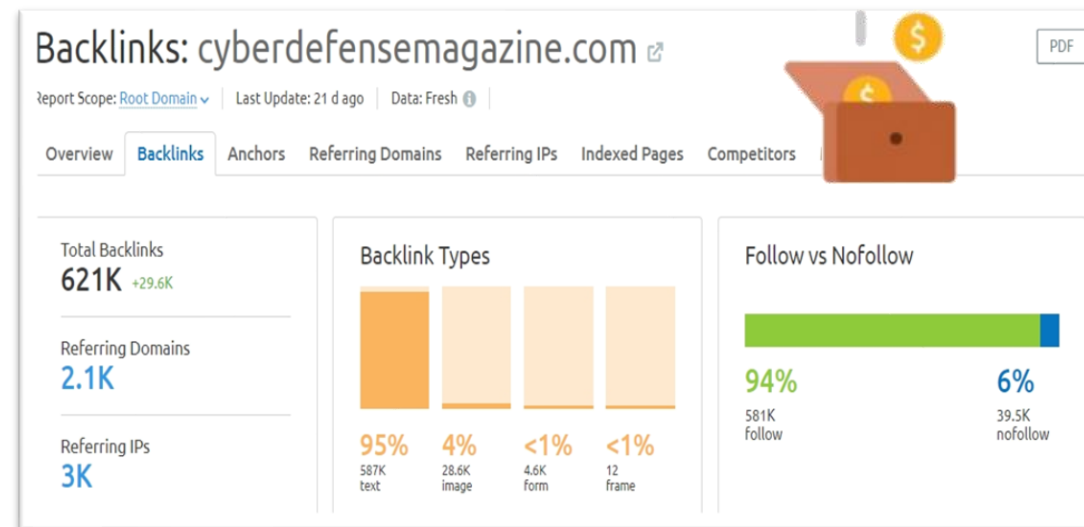 Backlinks: cyberdefensemagazine.com
PDF
Report Scope: Root Domain Last Update: 21 d ago Data: Fresh
Overview Backlinks Anchors Referring Domains Referring IPs Indexed Pages Competitors
Total Backlinks
621K +29.6K
Referring Domains
2.1K
Referring IPs
3K
Backlink Types
95% 4% <1% <1%
587K 28.6K 4.6K 12
text image form frame
Follow vs Nofollow
94% 6%
581K 39.5K
follow nofollow